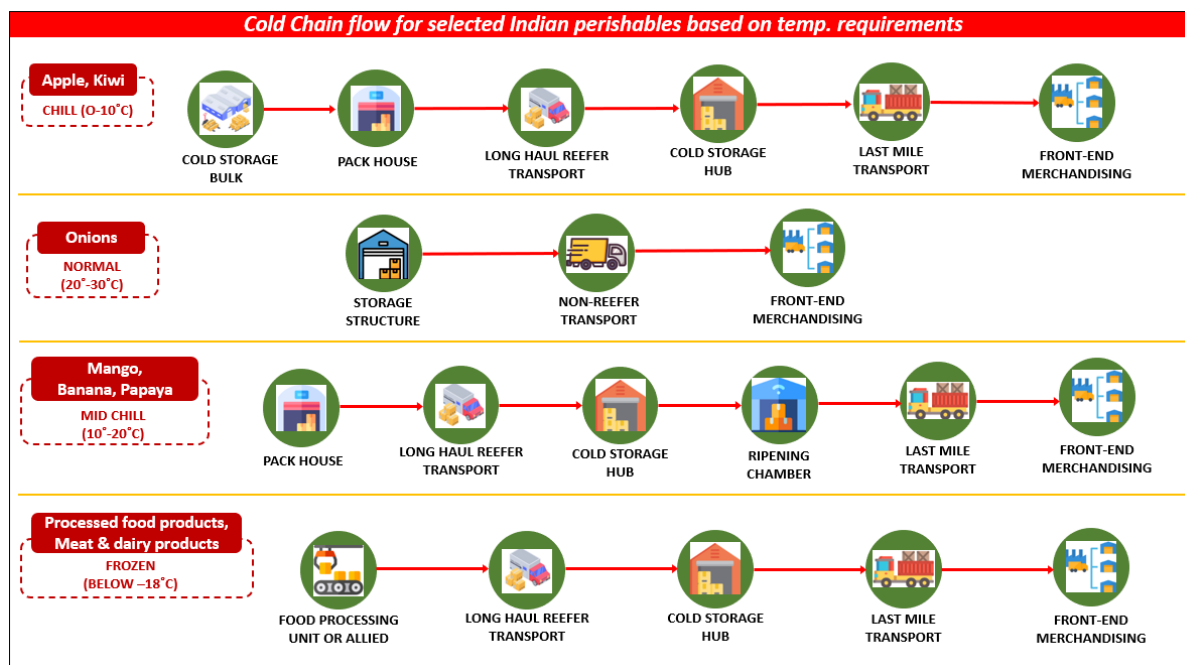 Cold Chain flow for selected Indian perishables based on temp. requirements
Apple, Kiwi
CHILL (O-10˚C)
COLD STORAGE
BULK
PACK HOUSE
LONG HAUL REEFER
TRANSPORT
COLD STORAGE
HUB
LAST MILE
TRANSPORT
FRONT-END
MERCHANDISING
Onions
NORMAL
(20˚-30˚C)
STORAGE
STRUCTURE
NON-REEFER
TRANSPORT
FRONT-END
MERCHANDISING
Mango,
Banana, Papaya
MID CHILL
(10˚-20˚C)
PACK HOUSE
LONG HAUL REEFER
TRANSPORT
COLD STORAGE
HUB
RIPENING
CHAMBER
LAST MILE
TRANSPORT
FRONT-END
MERCHANDISING
Processed food products,
Meat & dairy products
FROZEN
(BELOW –18˚C)
FOOD PROCESSING
UNIT OR ALLIED
LONG HAUL REEFER
TRANSPORT
COLD STORAGE
HUB
LAST MILE
TRANSPORT
FRONT-END
MERCHANDISING